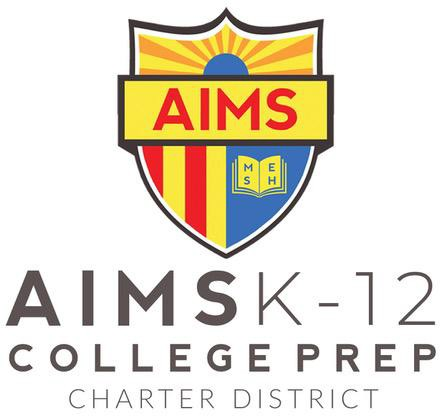 AIMS
M E
S H
AIMSK-12
COLLEGE PREP
CHARTER DISTRICT